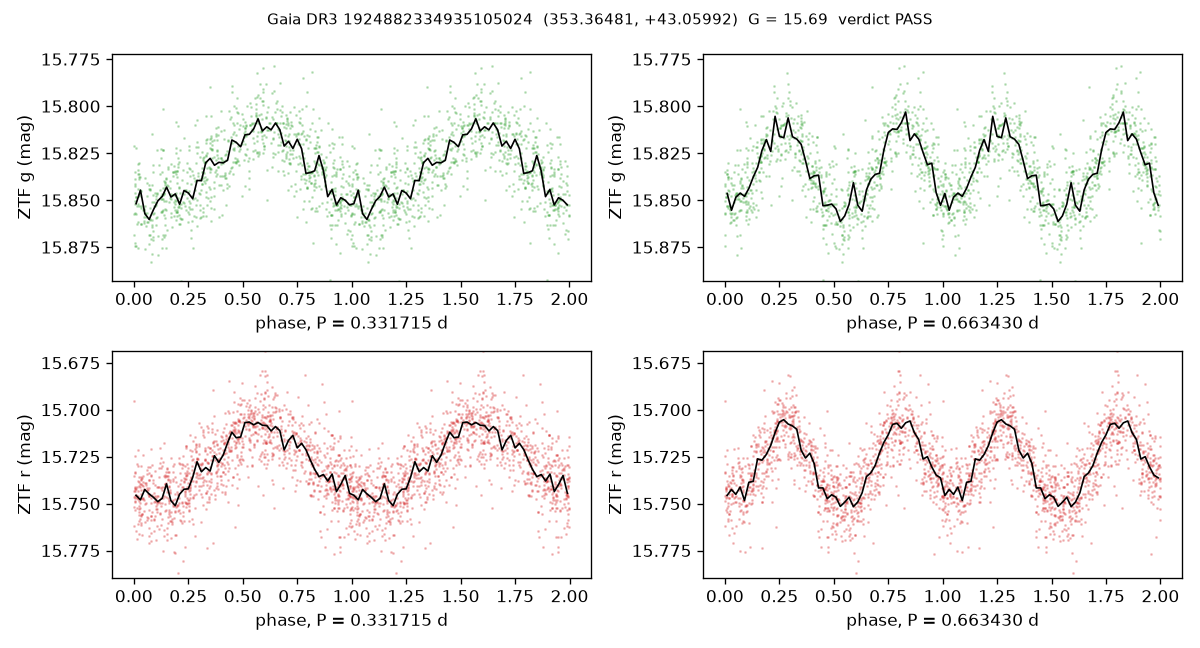 Gaia DR3 1924882334935105024  (353.36481, +43.05992)  G = 15.69  verdict PASS
ZTF g (mag)
15.775
15.800
15.825
15.850
15.875
0.00 0.25 0.50 0.75 1.00 1.25 1.50 1.75 2.00
phase, P = 0.331715 d
ZTF g (mag)
15.775
15.800
15.825
15.850
15.875
0.00 0.25 0.50 0.75 1.00 1.25 1.50 1.75 2.00
phase, P = 0.663430 d
ZTF r (mag)
15.675
15.700
15.725
15.750
15.775
0.00 0.25 0.50 0.75 1.00 1.25 1.50 1.75 2.00
phase, P = 0.331715 d
ZTF r (mag)
15.675
15.700
15.725
15.750
15.775
0.00 0.25 0.50 0.75 1.00 1.25 1.50 1.75 2.00
phase, P = 0.663430 d